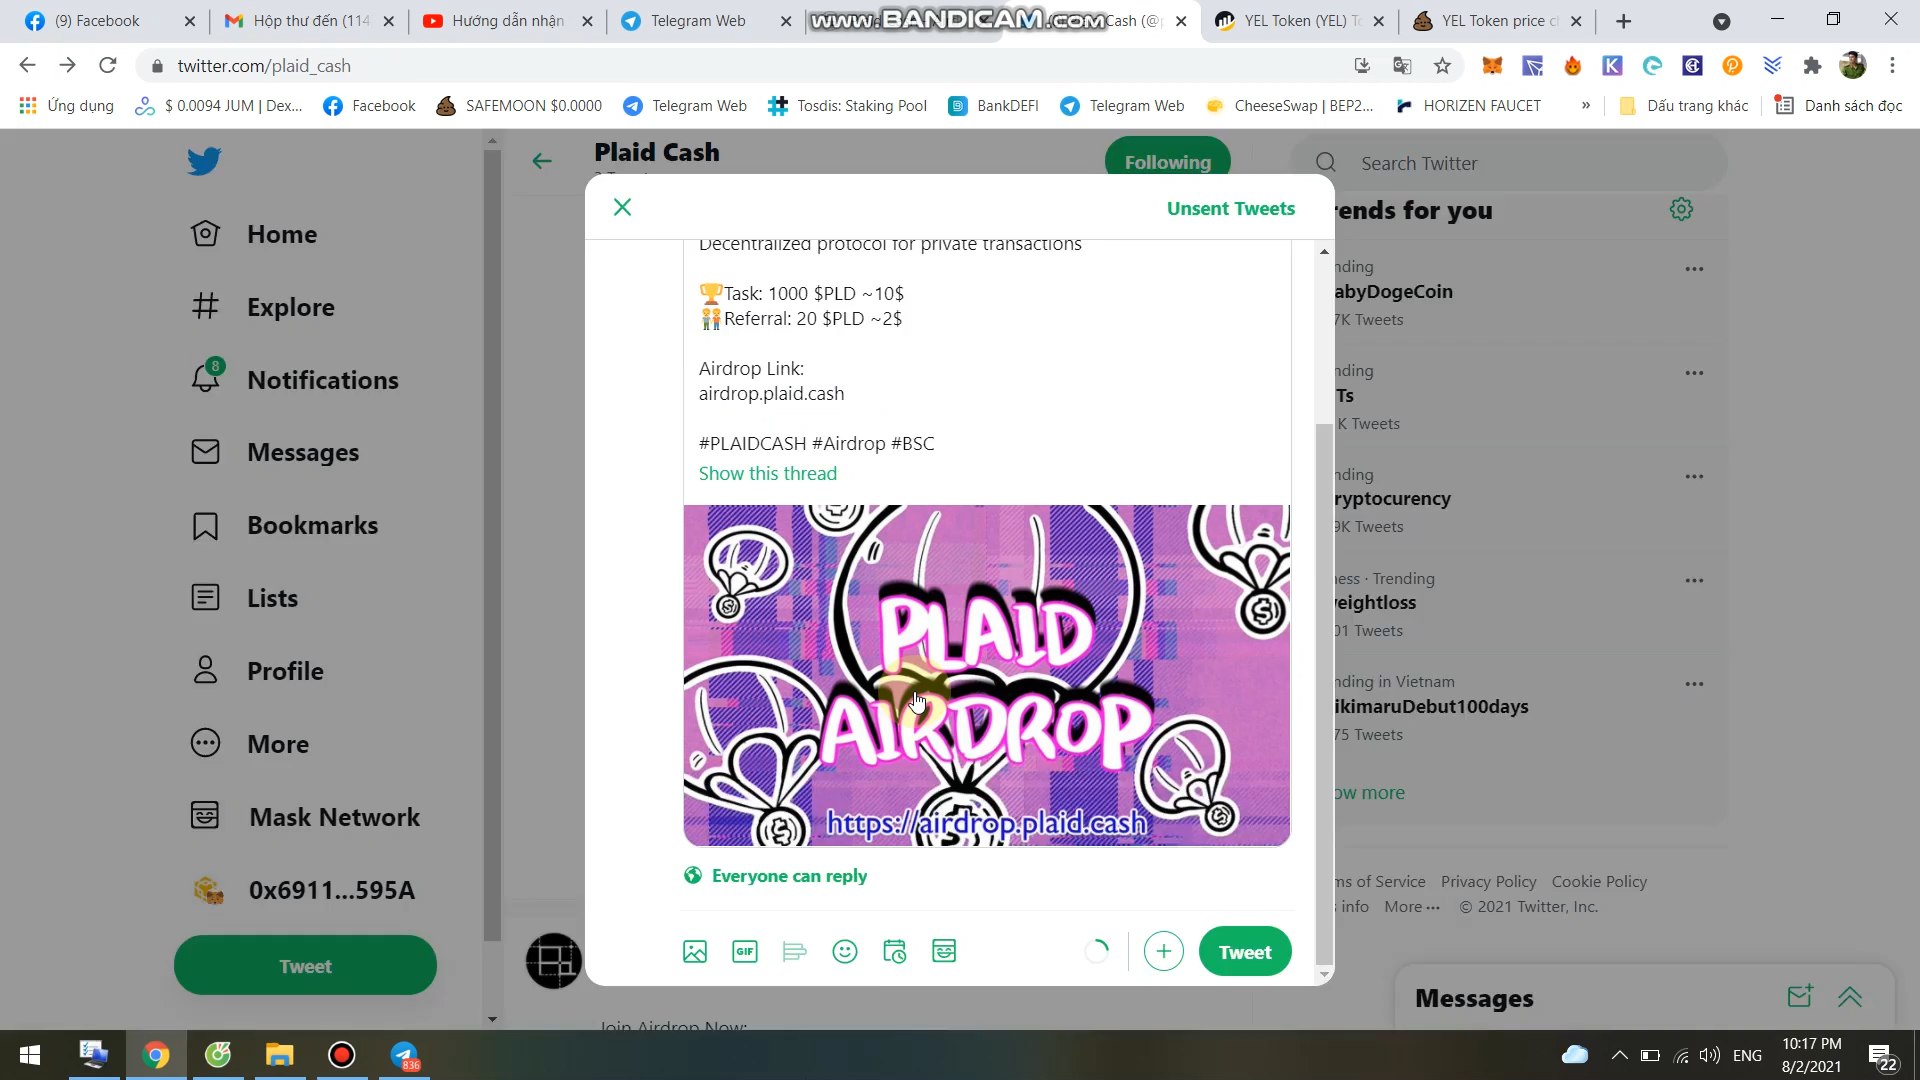 (9) Facebook
Hộp thư đến (114
Hướng dẫn nhận
Telegram Web
www.BANDICAM.com
Cash (@p
YEL Token (YEL) To
YEL Token price c
twitter.com/plaid_cash
Ứng dụng
$ 0.0094 JUM | Dex...
Facebook
SAFEMOON $0.0000
Telegram Web
Tosdis: Staking Pool
BankDEFI
Telegram Web
CheeseSwap | BEP2...
HORIZEN FAUCET
»
Dấu trang khác
Danh sách đọc
Home
Explore
8
Notifications
Messages
Bookmarks
Lists
Profile
More
Mask Network
0x6911...595A
Tweet
Plaid Cash
Following
Unsent Tweets
Decentralized protocol for private transactions
Task: 1000 $PLD ~10$
Referral: 20 $PLD ~2$
Airdrop Link:
airdrop.plaid.cash
#PLAIDCASH #Airdrop #BSC
Show this thread
PLAID
AIRDROP
https://airdrop.plaid.cash
Everyone can reply
GIF
Tweet
Join Airdrop Now:
Search Twitter
rends for you
nding
abyDogeCoin
7K Tweets
nding
Ts
K Tweets
nding
ryptocurency
9K Tweets
ness · Trending
eightloss
01 Tweets
nding in Vietnam
ikimaruDebut100days
75 Tweets
ow more
ms of Service
Privacy Policy
Cookie Policy
info
More ···
© 2021 Twitter, Inc.
Messages
836
ENG
10:17 PM
8/2/2021
22